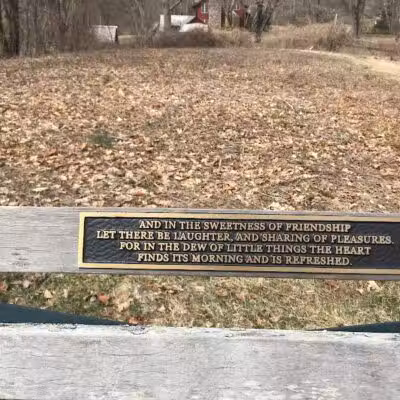 AND IN THE SWEETNESS OF FRIENDSHIP
LET THERE BE LAUGHTER, AND SHARING OF PLEASURES.
FOR IN THE DEW OF LITTLE THINGS THE HEART
FINDS ITS MORNING AND IS REFRESHED.